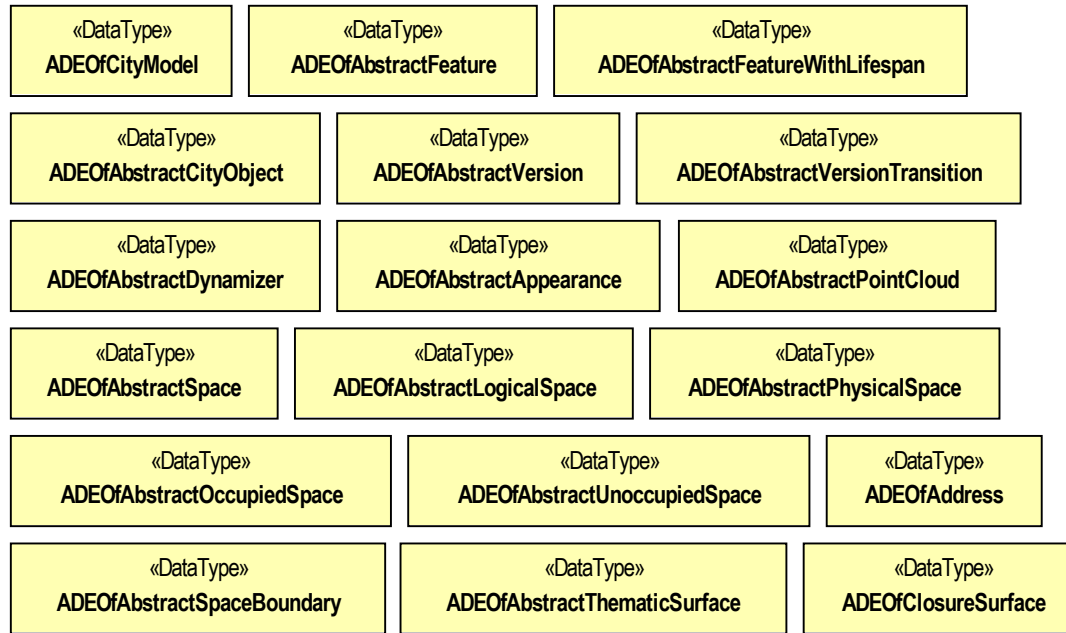 «DataType» «DataType» «DataType»
ADEOfCityModel ADEOfAbstractFeature ADEOfAbstractFeatureWithLifespan
«DataType» «DataType» «DataType»
ADEOfAbstractCityObject ADEOfAbstractVersion ADEOfAbstractVersionTransition
«DataType» «DataType» «DataType»
ADEOfAbstractDynamizer ADEOfAbstractAppearance ADEOfAbstractPointCloud
«DataType» «DataType» «DataType»
ADEOfAbstractSpace ADEOfAbstractLogicalSpace ADEOfAbstractPhysicalSpace
«DataType» «DataType» «DataType»
ADEOfAbstractOccupiedSpace ADEOfAbstractUnoccupiedSpace ADEOfAddress
«DataType» «DataType» «DataType»
ADEOfAbstractSpaceBoundary ADEOfAbstractThematicSurface ADEOfClosureSurface